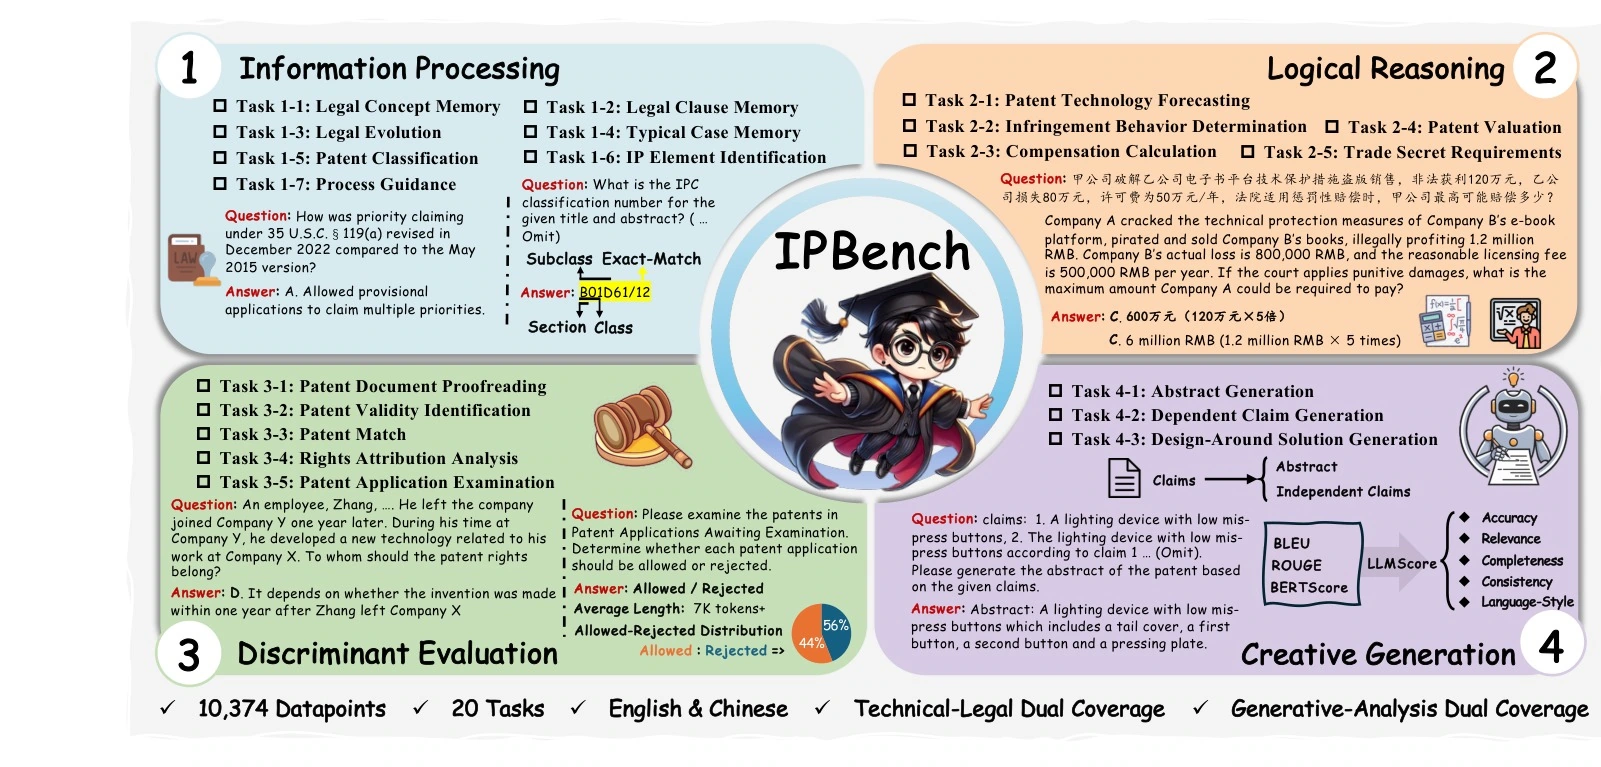 1 Information Processing
Task 1-1: Legal Concept Memory
Task 1-2: Legal Clause Memory
Task 1-3: Legal Evolution
Task 1-4: Typical Case Memory
Task 1-5: Patent Classification
Task 1-6: IP Element Identification
Task 1-7: Process Guidance
Question: How was priority claiming
under 35 U.S.C. § 119(a) revised in
December 2022 compared to the May
2015 version?
Answer: A. Allowed provisional
applications to claim multiple priorities.
LAW
Question: What is the IPC
classification number for the
given title and abstract? ( …
Omit)
Subclass Exact-Match
Answer: B01D61/12
Section Class
Logical Reasoning 2
Task 2-1: Patent Technology Forecasting
Task 2-2: Infringement Behavior Determination
Task 2-4: Patent Valuation
Task 2-3: Compensation Calculation
Task 2-5: Trade Secret Requirements
Question: 甲公司破解乙公司电子书平台技术保护措施盗版销售，非法获利120万元，乙公
司损失80万元，许可费为50万元/年，法院适用惩罚性赔偿时，甲公司最高可能赔偿多少？
Company A cracked the technical protection measures of Company B's e-book
platform, pirated and sold Company B's books, illegally profiting 1.2 million
RMB. Company B's actual loss is 800,000 RMB, and the reasonable licensing fee
is 500,000 RMB per year. If the court applies punitive damages, what is the
maximum amount Company A could be required to pay?
Answer: C. 600万元（120万元×5倍）
C. 6 million RMB (1.2 million RMB × 5 times)
IPBench
Task 3-1: Patent Document Proofreading
Task 3-2: Patent Validity Identification
Task 3-3: Patent Match
Task 3-4: Rights Attribution Analysis
Task 3-5: Patent Application Examination
Question: An employee, Zhang, …. He left the company
joined Company Y one year later. During his time at
Company Y, he developed a new technology related to his
work at Company X. To whom should the patent rights
belong?
Answer: D. It depends on whether the invention was made
within one year after Zhang left Company X
Question: Please examine the patents in
Patent Applications Awaiting Examination.
Determine whether each patent application
should be allowed or rejected.
Answer: Allowed / Rejected
Average Length: 7K tokens+
Allowed-Rejected Distribution
Allowed : Rejected =>
56%
44%
3 Discriminant Evaluation
Task 4-1: Abstract Generation
Task 4-2: Dependent Claim Generation
Task 4-3: Design-Around Solution Generation
Claims
Abstract
Independent Claims
Question: claims: 1. A lighting device with low mis-
press buttons, 2. The lighting device with low mis-
press buttons according to claim 1 … (Omit).
Please generate the abstract of the patent based
on the given claims.
Answer: Abstract: A lighting device with low mis-
press buttons which includes a tail cover, a first
button, a second button and a pressing plate.
BLEU
ROUGE
BERTScore
LLMScore
Accuracy
Relevance
Completeness
Consistency
Language-Style
Creative Generation 4
✓ 10,374 Datapoints ✓ 20 Tasks ✓ English & Chinese ✓ Technical-Legal Dual Coverage ✓ Generative-Analysis Dual Coverage